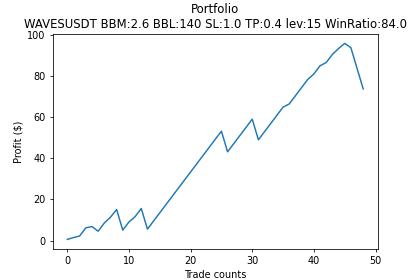 Portfolio
WAVESUSDT BBM:2.6 BBL:140 SL:1.0 TP:0.4 lev:15 WinRatio:84.0
100
80
60
40
20
0
Profit ($)
0 10 20 30 40 50
Trade counts